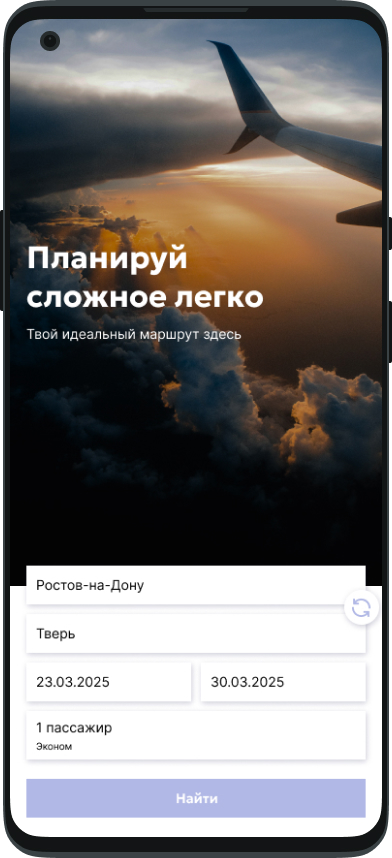 Планируй
сложное легко
Твой идеальный маршрут здесь
Ростов-на-Дону
Тверь
23.03.2025 30.03.2025
1 пассажир
Эконом
Найти